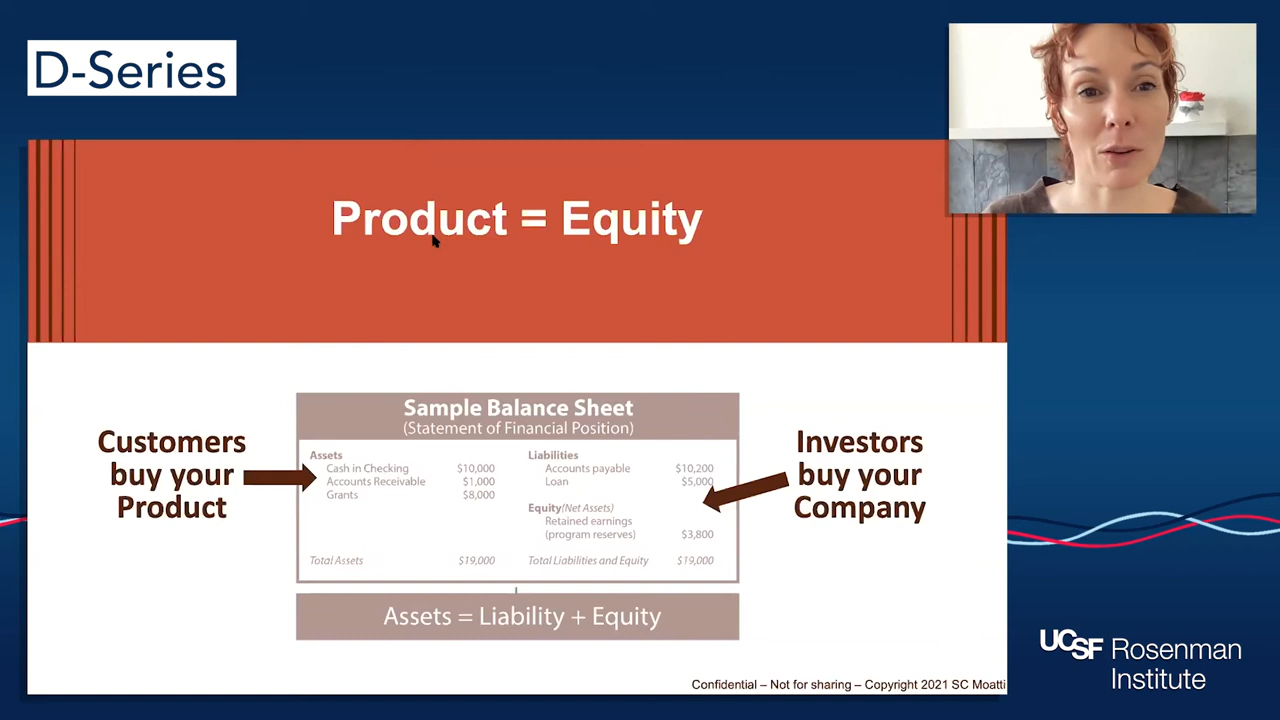 D-Series
Product = Equity
Customers
buy your
Product
Sample Balance Sheet
(Statement of Financial Position)
Assets
Cash in Checking $10,000
Accounts Receivable $1,000
Grants $8,000
Total Assets $19,000
Liabilities
Accounts payable $10,200
Loan $5,000
Equity(Net Assets)
Retained earnings
(program reserves) $3,800
Total Liabilities and Equity $19,000
Assets = Liability + Equity
Investors
buy your
Company
Confidential – Not for sharing – Copyright 2021 SC Moatti
UCSF Rosenman
Institute